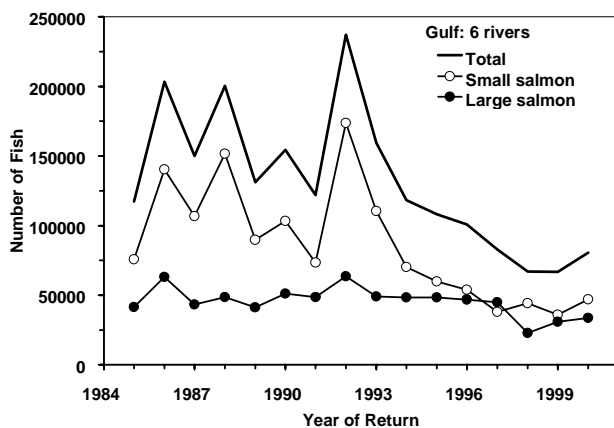 Gulf: 6 rivers
Total
Small salmon
Large salmon
Number of Fish
250000
200000
150000
100000
50000
0
1984
1987
1990
1993
1996
1999
Year of Return